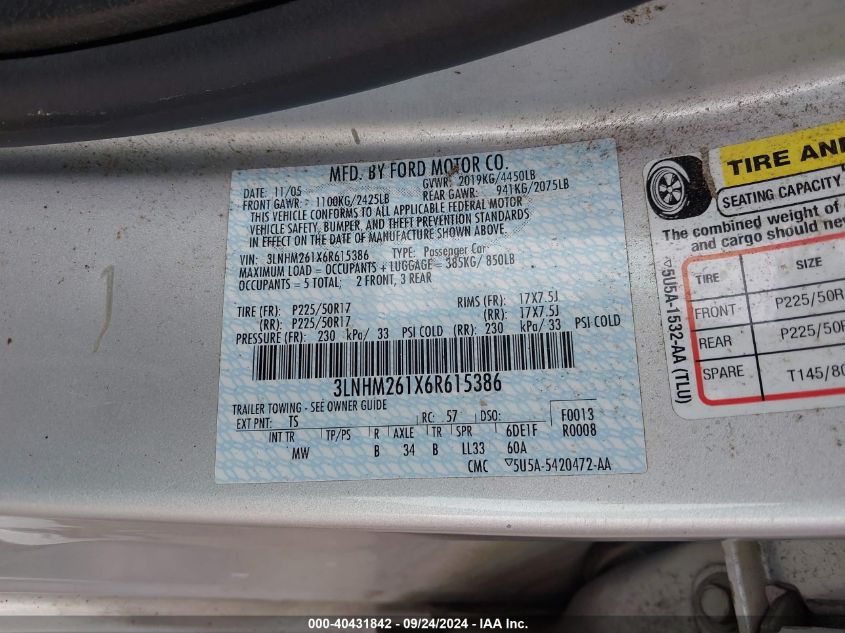 MFD. BY FORD MOTOR CO.
DATE: 11/05 GVWR: 2019KG/4450LB
FRONT GAWR: 1100KG/2425LB REAR GAWR: 941KG/2075LB
THIS VEHICLE CONFORMS TO ALL APPLICABLE FEDERAL MOTOR
VEHICLE SAFETY, BUMPER, AND THEFT PREVENTION STANDARDS
IN EFFECT ON THE DATE OF MANUFACTURE SHOWN ABOVE.
VIN: 3LNHM261X6R615386 TYPE: Passenger Car
MAXIMUM LOAD = OCCUPANTS + LUGGAGE = 385KG/ 850LB
OCCUPANTS = 5 TOTAL; 2 FRONT, 3 REAR
TIRE (FR): P225/50R17 RIMS (FR): 17X7.5J
(RR): P225/50R17 (RR): 17X7.5J
PRESSURE (FR): 230 kPa/ 33 PSI COLD (RR): 230 kPa/ 33 PSI COLD
3LNHM261X6R615386
TRAILER TOWING - SEE OWNER GUIDE
EXT PNT: TS RC: 57 DSO: F0013
INT TR TP/PS R AXLE TR SPR 6DE1F R0008
MW B 34 B LL33 60A
CMC ▽5U5A-5420472-AA
TIRE AND
SEATING CAPACITY
The combined weight of
and cargo should never
TIRE SIZE
FRONT P225/50R
REAR P225/50R
SPARE T145/80
▽5U5A-1532-AA (TLU)
000-40431842 - 09/24/2024 - IAA Inc.